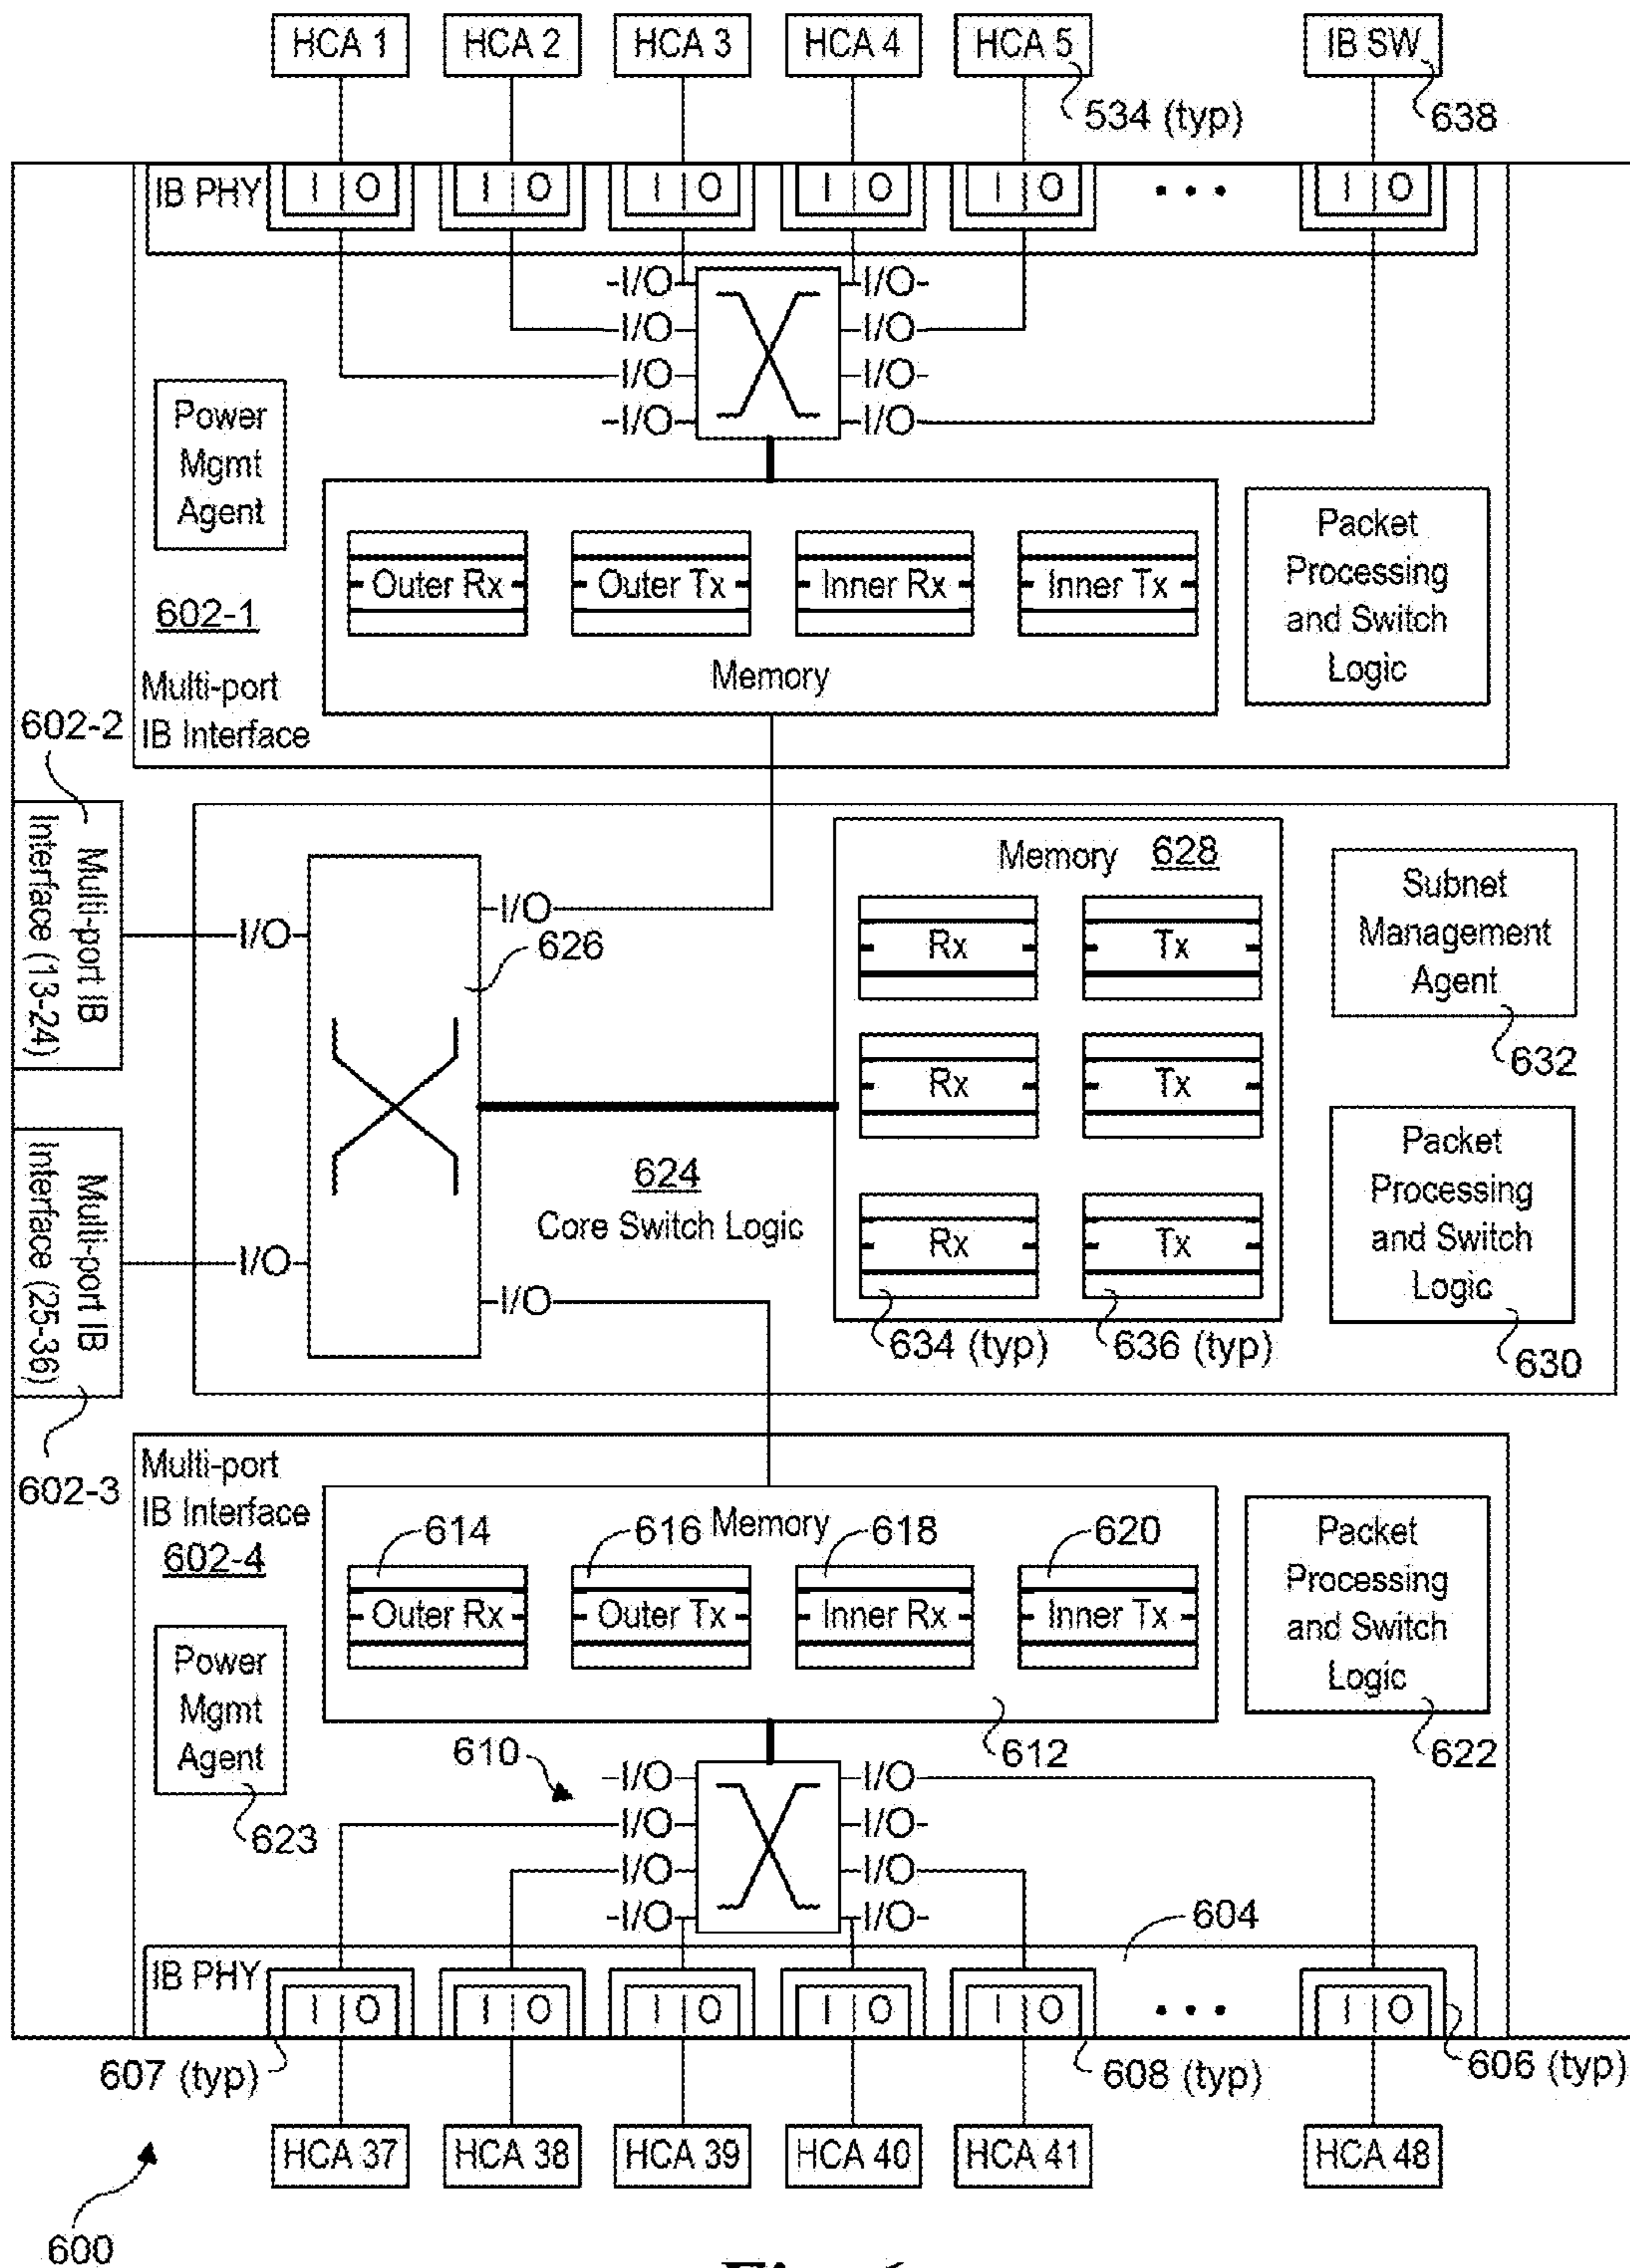 HCA 1 HCA 2 HCA 3 HCA 4 HCA 5 IB SW
534 (typ) 638
IB PHY I O I O I O I O I O ... I O
I/O I/O
I/O I/O
I/O I/O
I/O I/O
Power
Mgmt
Agent
602-1
Multi-port
IB Interface
Outer Rx Outer Tx Inner Rx Inner Tx
Memory
Packet
Processing
and Switch
Logic
602-2
Multi-port IB
Interface (13-24)
I/O
I/O
626
Memory 628
Rx Tx
Rx Tx
Rx Tx
634 (typ) 636 (typ)
Subnet
Management
Agent
632
624
Core Switch Logic
Packet
Processing
and Switch
Logic
630
Multi-port IB
Interface (25-36)
I/O
I/O
602-3
Multi-port
IB Interface
602-4
614 616 Memory 618 620
Outer Rx Outer Tx Inner Rx Inner Tx
612
Packet
Processing
and Switch
Logic
622
Power
Mgmt
Agent
623
610
I/O I/O
I/O I/O
I/O I/O
I/O I/O
604
IB PHY I O I O I O I O I O ... I O
607 (typ) 608 (typ) 606 (typ)
HCA 37 HCA 38 HCA 39 HCA 40 HCA 41 HCA 48
600